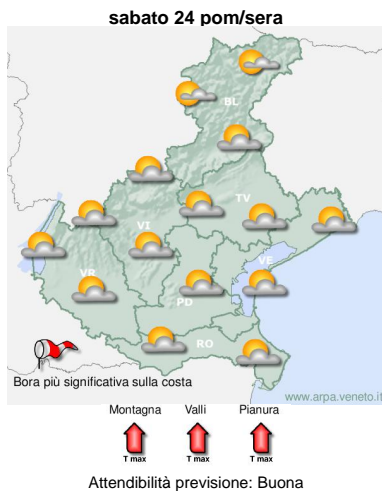 sabato 24 pom/sera
BL
TV
VI
VE
VR
PD
RO
Bora più significativa sulla costa
www.arpa.veneto.it
Montagna Valli Pianura
T max T max T max
Attendibilità previsione: Buona